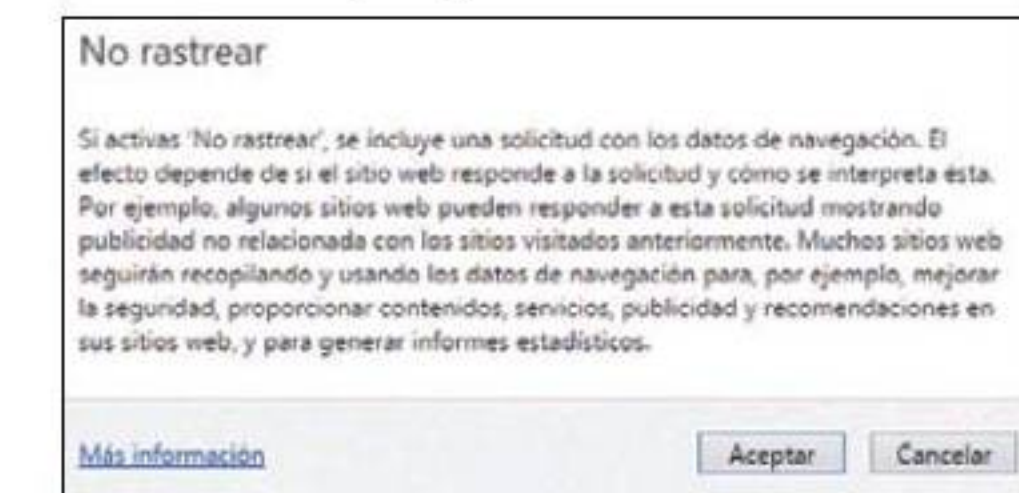 No rastrear
Si activas 'No rastrear', se incluye una solicitud con los datos de navegación. El
efecto depende de si el sitio web responde a la solicitud y cómo se interpreta ésta.
Por ejemplo, algunos sitios web pueden responder a esta solicitud mostrando
publicidad no relacionada con los sitios visitados anteriormente. Muchos sitios web
seguirán recopilando y usando los datos de navegación para, por ejemplo, mejorar
la seguridad, proporcionar contenidos, servicios, publicidad y recomendaciones en
sus sitios web, y para generar informes estadísticos.
Más información
Aceptar
Cancelar